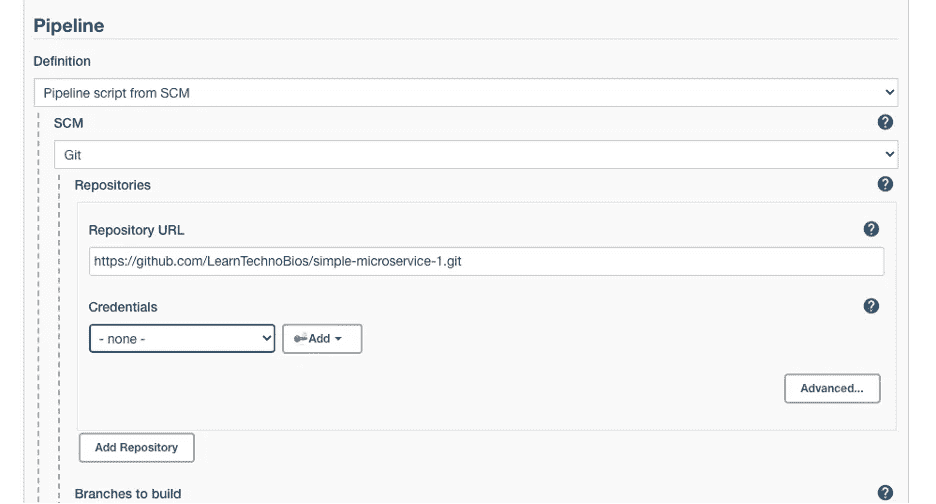 Pipeline
Definition
Pipeline script from SCM
SCM
?
Git
Repositories
?
Repository URL
?
https://github.com/LearnTechnoBios/simple-microservice-1.git
Credentials
?
- none -
Add
Advanced...
Add Repository
Branches to build
?